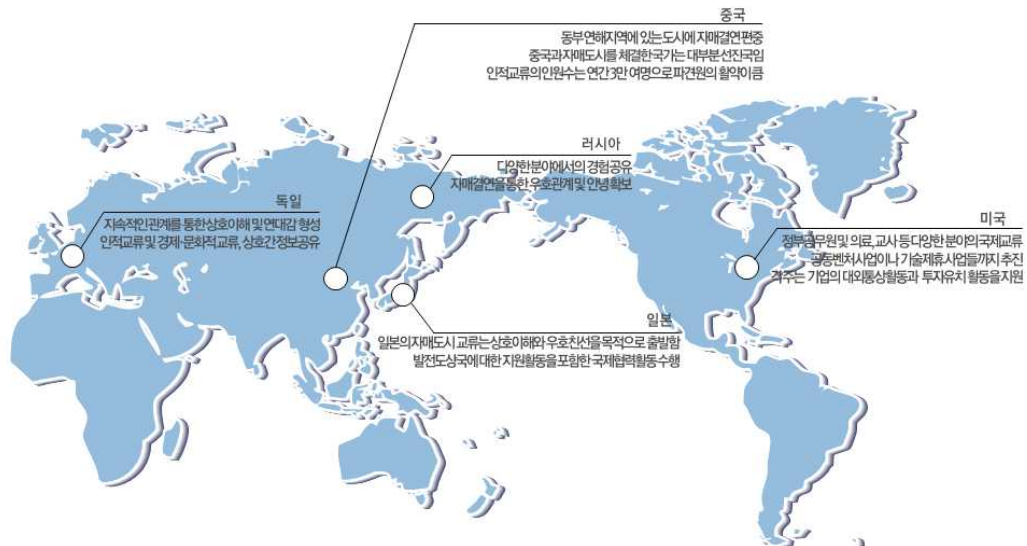 중국
동부 연해지역에 있는 도시에 자매결연 편중
중국과 자매도시를 체결한 국가는 대부분 선진국임
인적교류의 인원수는 연간 3만 여명으로 파견원의 활약이 큼
러시아
다양한 분야에서의 경험공유
자매결연을 통한 우호관계 및 안녕 확보
독일
지속적인 관계를 통한 상호이해 및 연대감 형성
인적교류 및 경제·문화적교류, 상호간 정보공유
미국
정부공무원 및 의료, 교사 등 다양한 분야의 국제교류
공동벤처사업이나 기술제휴 사업들까지 추진
각 주는 기업의 대외통상활동과 투자유치 활동을 지원
일본
일본의 자매도시 교류는 상호이해와 우호친선을 목적으로 출발함
발전도상국에 대한 지원활동을 포함한 국제협력활동 수행